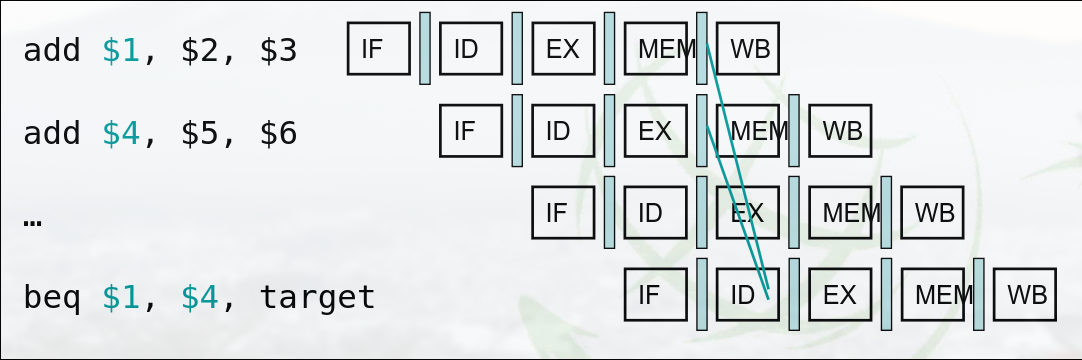 add $1, $2, $3 IF ID EX MEM WB
add $4, $5, $6 IF ID EX MEM WB
… IF ID EX MEM WB
beq $1, $4, target IF ID EX MEM WB